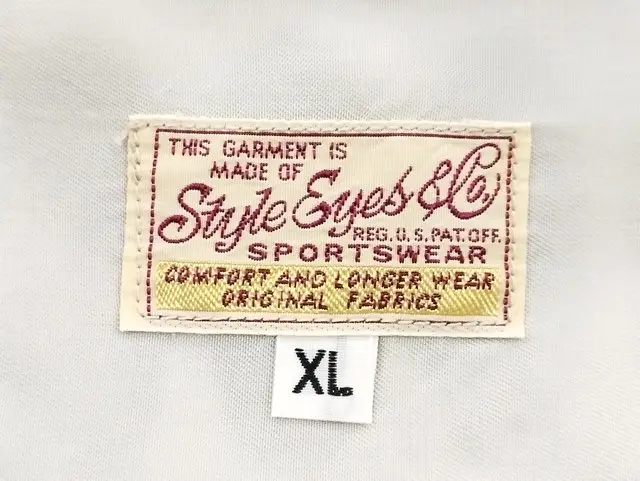 THIS GARMENT IS
MADE OF
Style Eyes & Co.
REG. U.S. PAT. OFF.
SPORTSWEAR
COMFORT AND LONGER WEAR
ORIGINAL FABRICS
XL